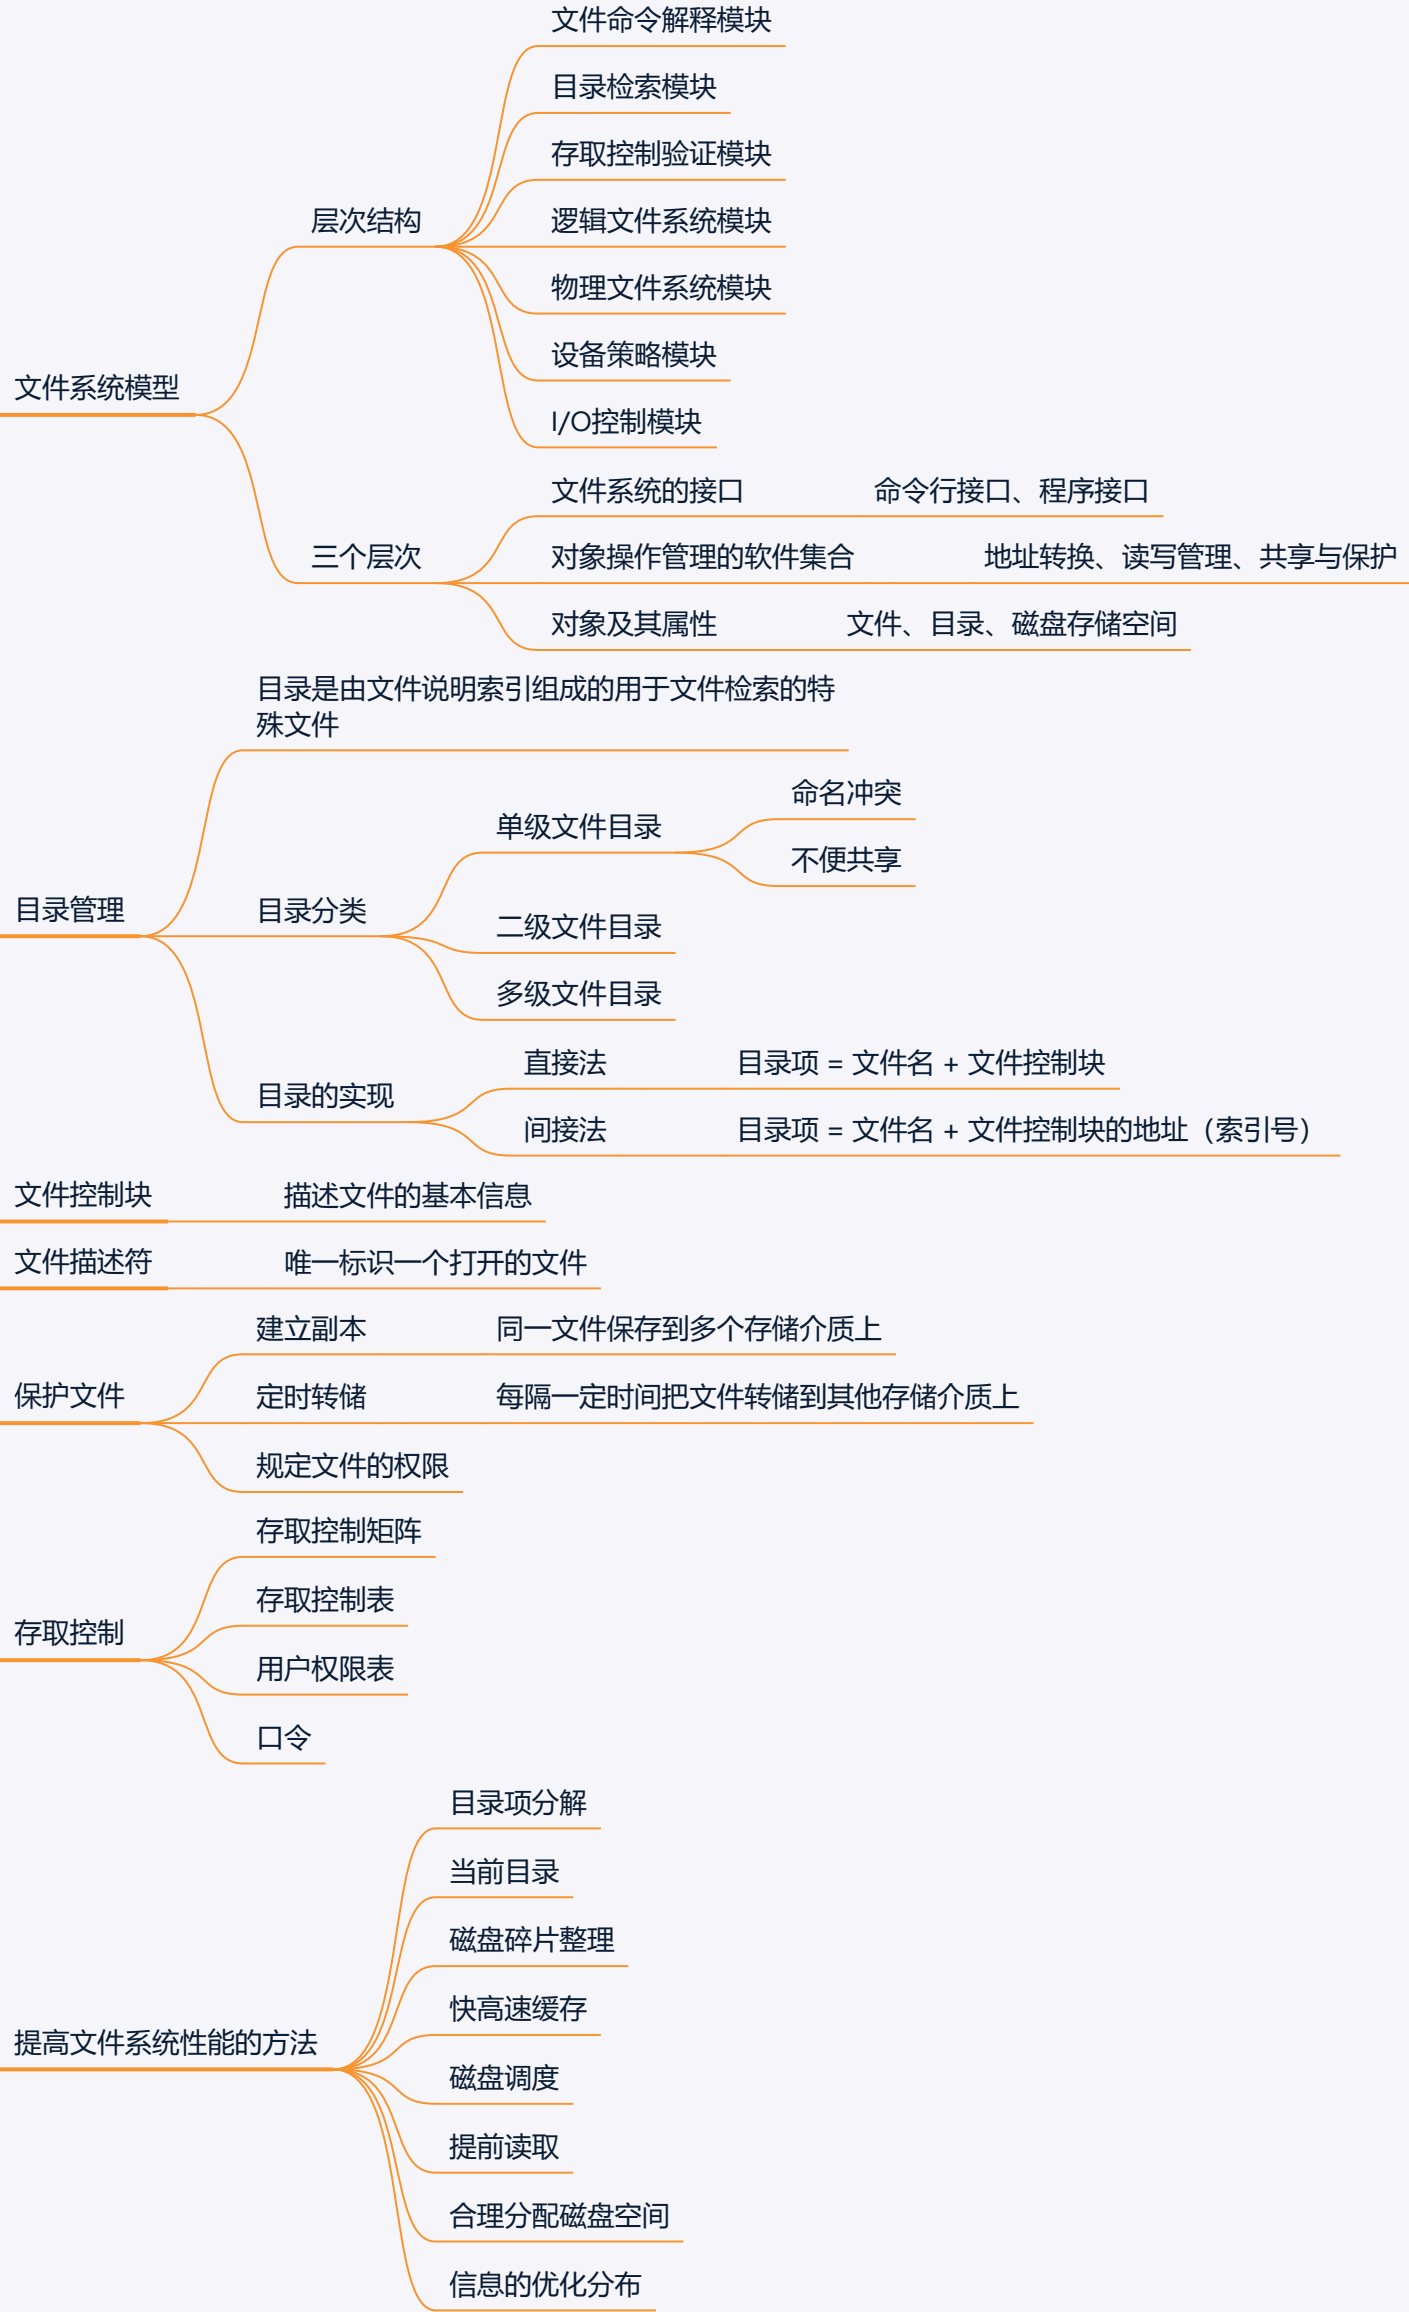 文件命令解释模块
目录检索模块
存取控制验证模块
层次结构
逻辑文件系统模块
物理文件系统模块
设备策略模块
文件系统模型
I/O控制模块
文件系统的接口
命令行接口、程序接口
三个层次
对象操作管理的软件集合
地址转换、读写管理、共享与保护
对象及其属性
文件、目录、磁盘存储空间
目录是由文件说明索引组成的用于文件检索的特
殊文件
命名冲突
单级文件目录
不便共享
目录管理
目录分类
二级文件目录
多级文件目录
直接法
目录项 = 文件名 + 文件控制块
目录的实现
间接法
目录项 = 文件名 + 文件控制块的地址（索引号）
文件控制块
描述文件的基本信息
文件描述符
唯一标识一个打开的文件
建立副本
同一文件保存到多个存储介质上
保护文件
定时转储
每隔一定时间把文件转储到其他存储介质上
规定文件的权限
存取控制矩阵
存取控制表
存取控制
用户权限表
口令
目录项分解
当前目录
磁盘碎片整理
快高速缓存
提高文件系统性能的方法
磁盘调度
提前读取
合理分配磁盘空间
信息的优化分布